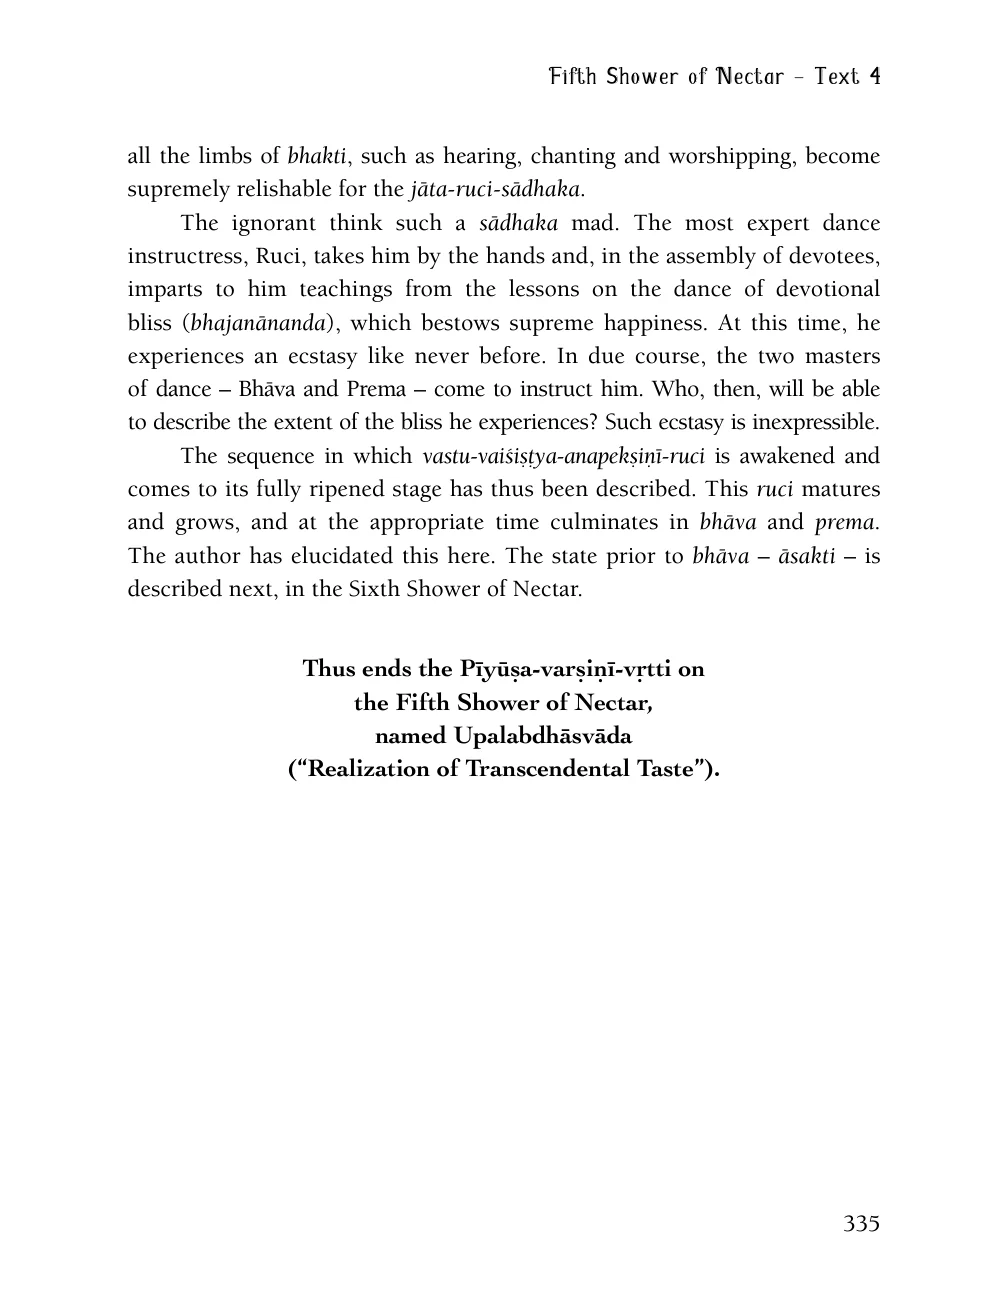 Fifth Shower of Nectar – Text 4
all the limbs of bhakti, such as hearing, chanting and worshipping, become
supremely relishable for the jāta-ruci-sādhaka.
The ignorant think such a sādhaka mad. The most expert dance
instructress, Ruci, takes him by the hands and, in the assembly of devotees,
imparts to him teachings from the lessons on the dance of devotional
bliss (bhajanānanda), which bestows supreme happiness. At this time, he
experiences an ecstasy like never before. In due course, the two masters
of dance – Bhāva and Prema – come to instruct him. Who, then, will be able
to describe the extent of the bliss he experiences? Such ecstasy is inexpressible.
The sequence in which vastu-vaiśiṣṭya-anapekṣiṇī-ruci is awakened and
comes to its fully ripened stage has thus been described. This ruci matures
and grows, and at the appropriate time culminates in bhāva and prema.
The author has elucidated this here. The state prior to bhāva – āsakti – is
described next, in the Sixth Shower of Nectar.
Thus ends the Pīyūṣa-varṣiṇī-vṛtti on
the Fifth Shower of Nectar,
named Upalabdhāsvāda
(“Realization of Transcendental Taste”).
335